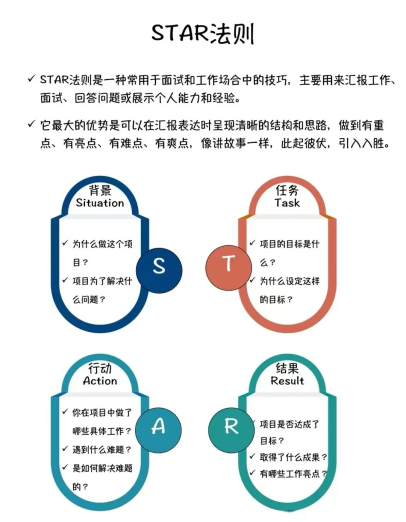 STAR法则
✓ STAR法则是一种常用于面试和工作场合中的技巧，主要用来汇报工作、
面试、回答问题或展示个人能力和经验。
✓ 它最大的优势是可以在汇报表达时呈现清晰的结构和思路，做到有重
点、有亮点、有难点、有爽点，像讲故事一样，此起彼伏，引入入胜。
背景
Situation
✓ 为什么做这个项
目？
✓ 项目为了解决什
么问题？
S
任务
Task
✓ 项目的目标是什
么？
✓ 为什么设定这样
的目标？
T
行动
Action
✓ 你在项目中做了
哪些具体工作？
✓ 遇到什么难题？
✓ 是如何解决难题
的？
A
结果
Result
✓ 项目是否达成了
目标？
✓ 取得了什么成果？
✓ 有哪些工作亮点？
R